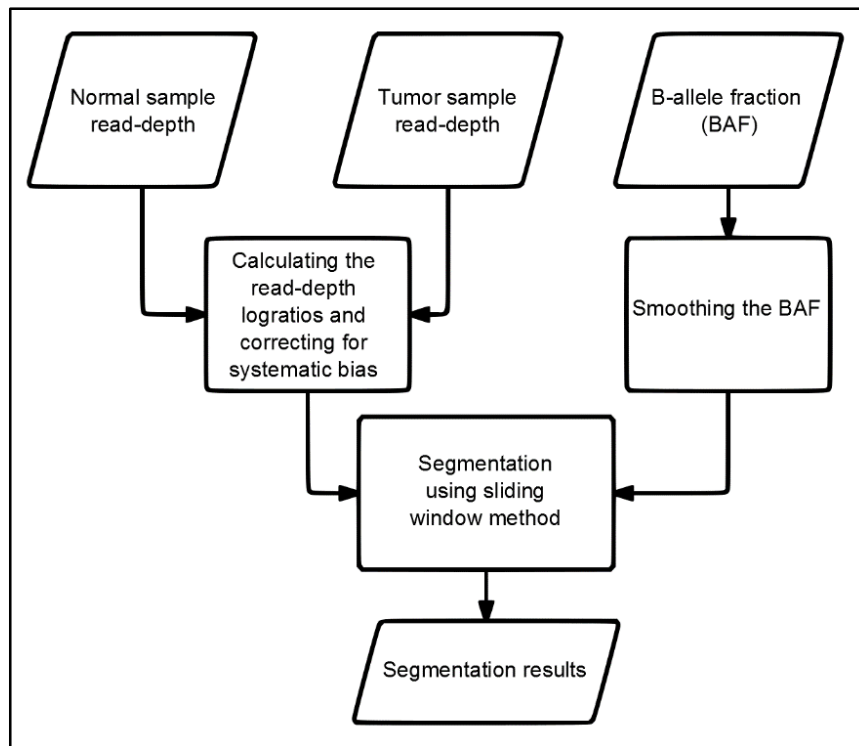 Normal sample
read-depth
Tumor sample
read-depth
B-allele fraction
(BAF)
Calculating the
read-depth
logratios and
correcting for
systematic bias
Smoothing the BAF
Segmentation
using sliding
window method
Segmentation results